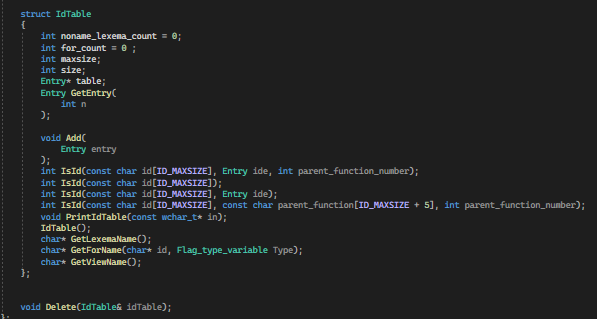 struct IdTable
{
int noname_lexema_count = 0;
int for_count = 0 ;
int maxsize;
int size;
Entry* table;
Entry GetEntry(
int n
);
void Add(
Entry entry
);
int IsId(const char id[ID_MAXSIZE], Entry ide, int parent_function_number);
int IsId(const char id[ID_MAXSIZE]);
int IsId(const char id[ID_MAXSIZE], Entry ide);
int IsId(const char id[ID_MAXSIZE], const char parent_function[ID_MAXSIZE + 5], int parent_function_number);
void PrintIdTable(const wchar_t* in);
IdTable();
char* GetLexemaName();
char* GetForName(char* id, Flag_type_variable Type);
char* GetViewName();
};
void Delete(IdTable& idTable);
};